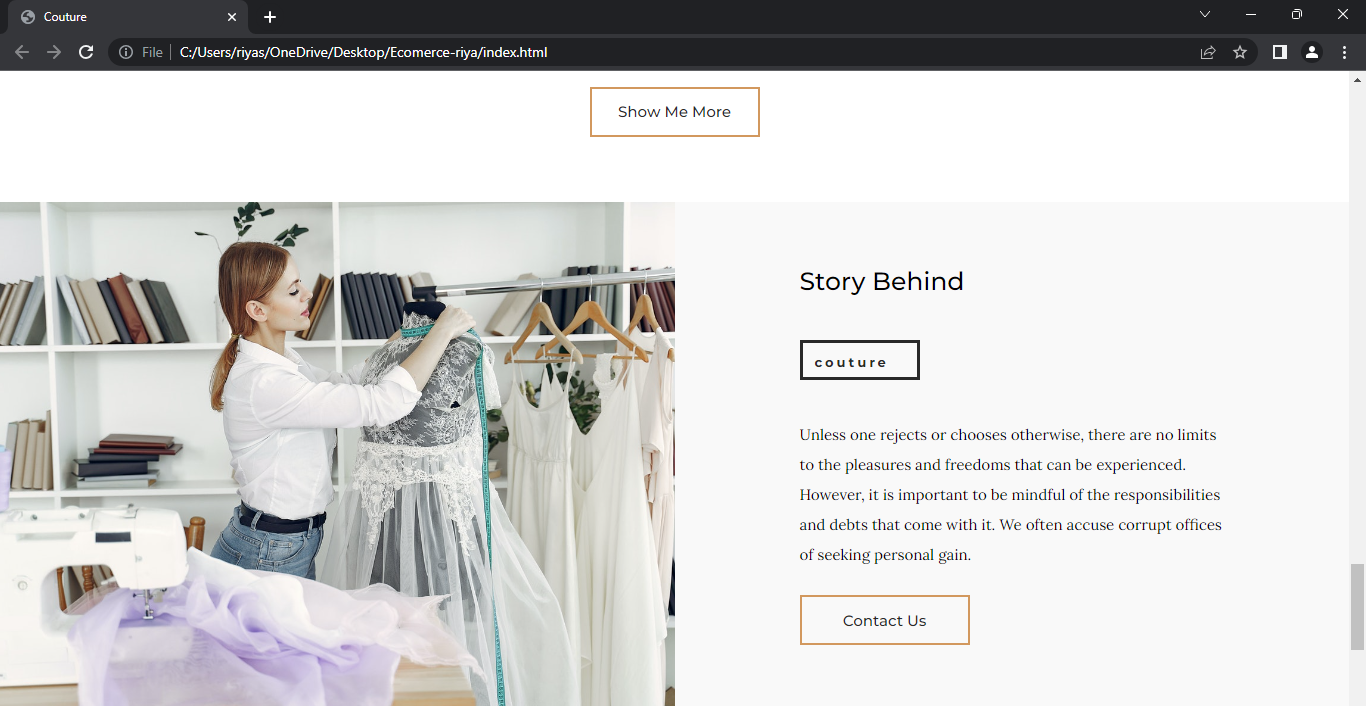 Couture
File
C:/Users/riyas/OneDrive/Desktop/Ecomerce-riya/index.html
Show Me More
Story Behind
couture
Unless one rejects or chooses otherwise, there are no limits
to the pleasures and freedoms that can be experienced.
However, it is important to be mindful of the responsibilities
and debts that come with it. We often accuse corrupt offices
of seeking personal gain.
Contact Us